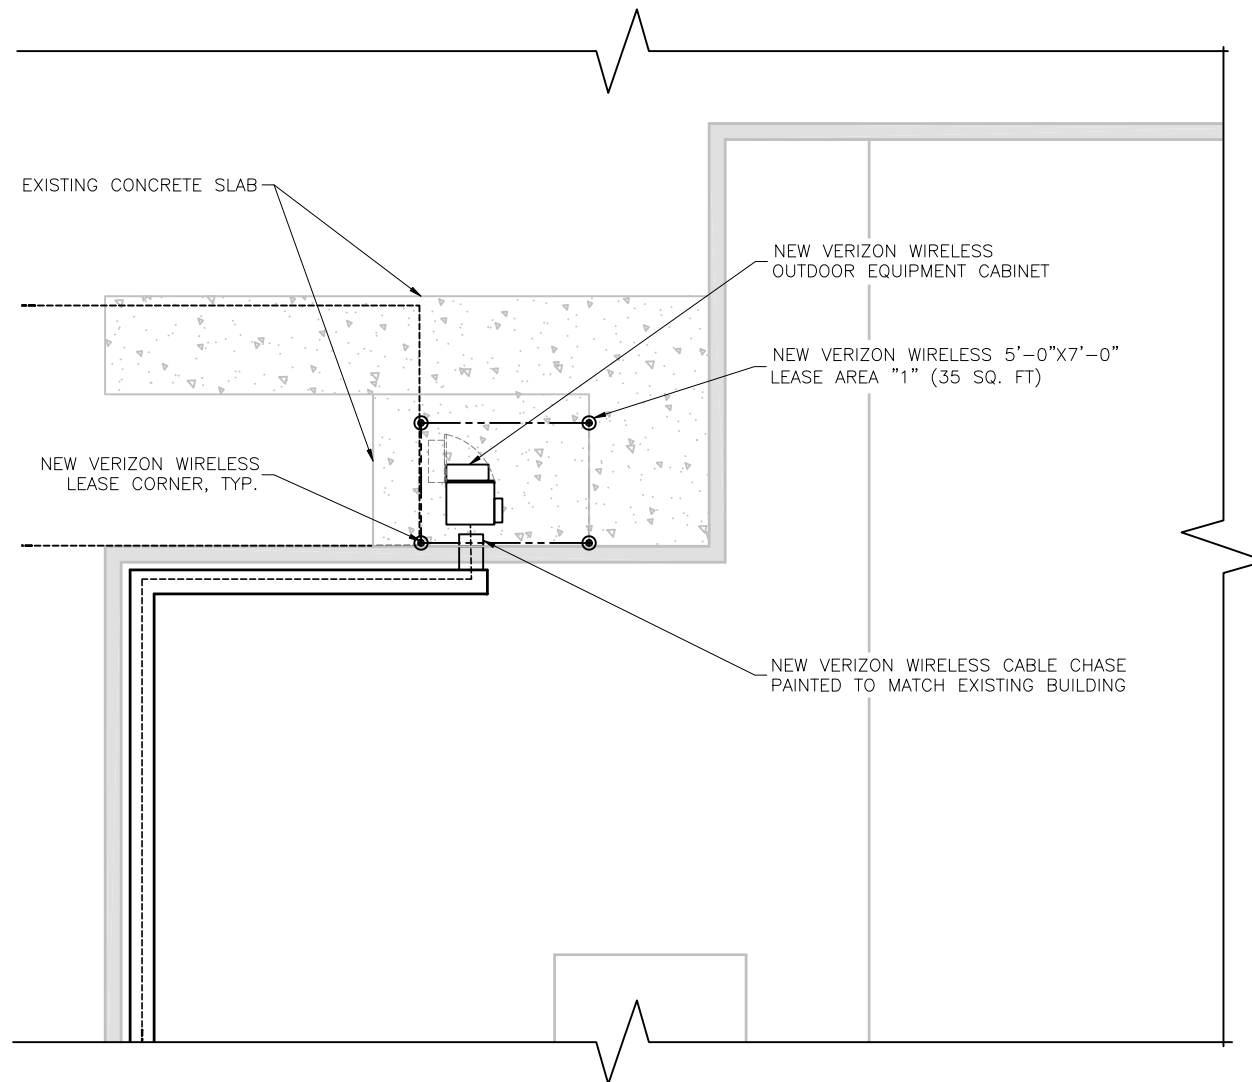 EXISTING CONCRETE SLAB
NEW VERIZON WIRELESS
OUTDOOR EQUIPMENT CABINET
NEW VERIZON WIRELESS 5'-0"X7'-0"
LEASE AREA "1" (35 SQ. FT)
NEW VERIZON WIRELESS
LEASE CORNER, TYP.
NEW VERIZON WIRELESS CABLE CHASE
PAINTED TO MATCH EXISTING BUILDING